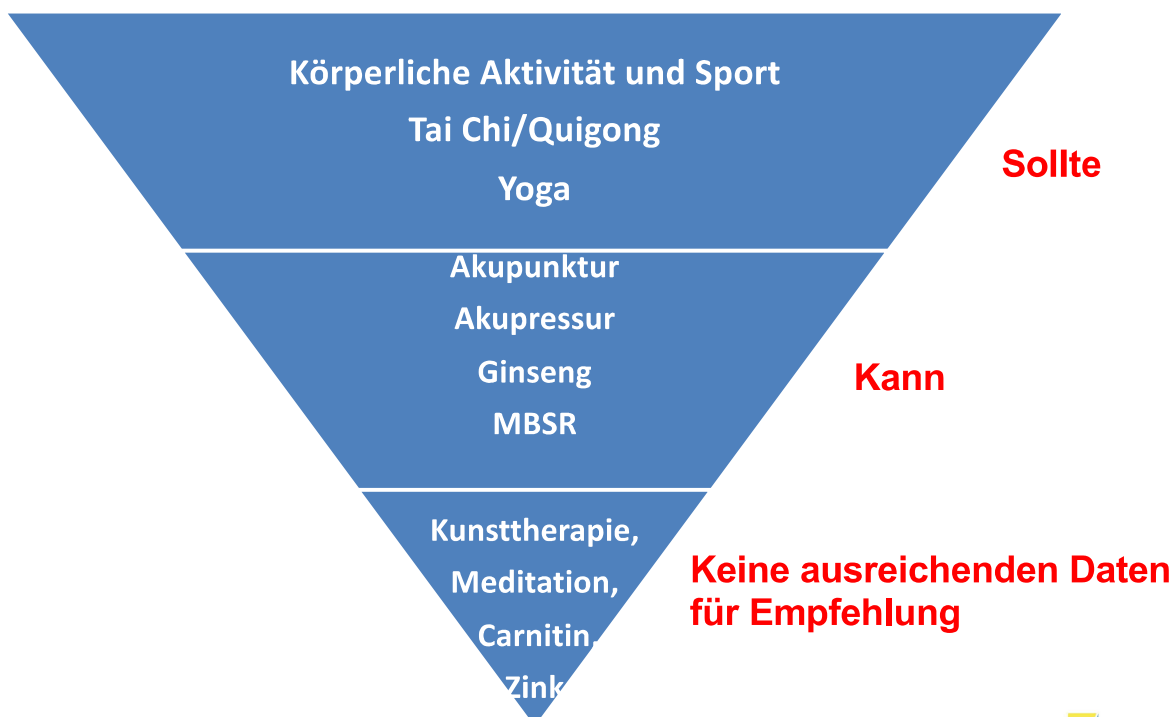 Körperliche Aktivität und Sport
Tai Chi/Quigong
Yoga
Sollte
Akupunktur
Akupressur
Ginseng
MBSR
Kann
Kunsttherapie,
Meditation,
Carnitin,
Zink
Keine ausreichenden Daten
für Empfehlung